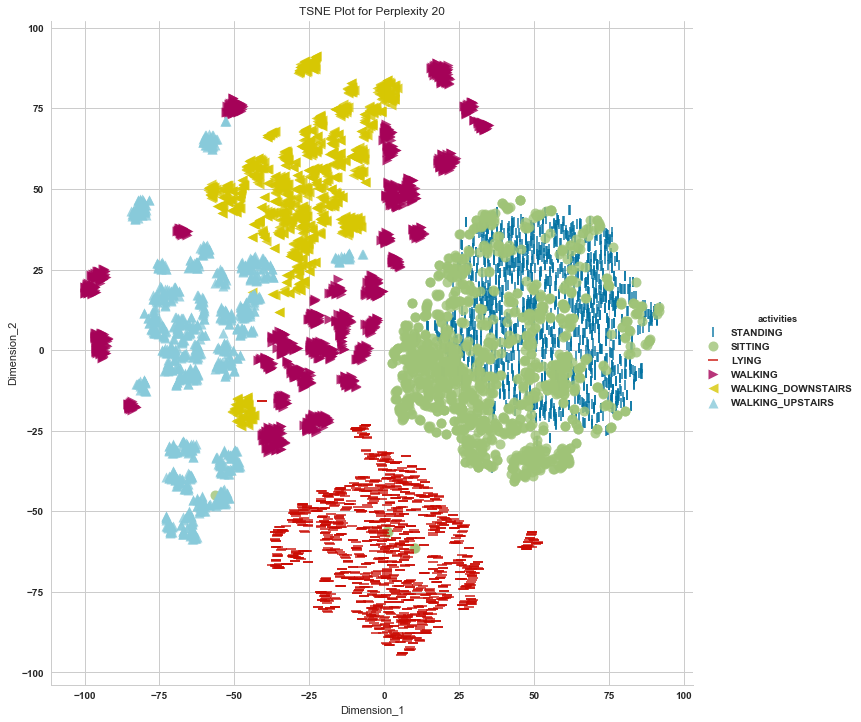 TSNE Plot for Perplexity 20
100
75
50
25
0
−25
−50
−75
−100
Dimension_2
−100
−75
−50
−25
0
25
50
75
100
Dimension_1
activities
STANDING
SITTING
LYING
WALKING
WALKING_DOWNSTAIRS
WALKING_UPSTAIRS